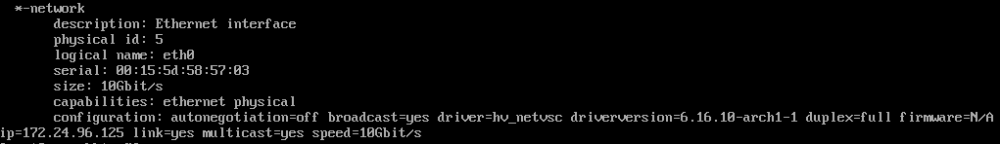 *-network
description: Ethernet interface
physical id: 5
logical name: eth0
serial: 00:15:5d:58:57:03
size: 10Gbit/s
capabilities: ethernet physical
configuration: autonegotiation=off broadcast=yes driver=hv_netvsc driverversion=6.16.10-arch1-1 duplex=full firmware=N/A
ip=172.24.96.125 link=yes multicast=yes speed=10Gbit/s